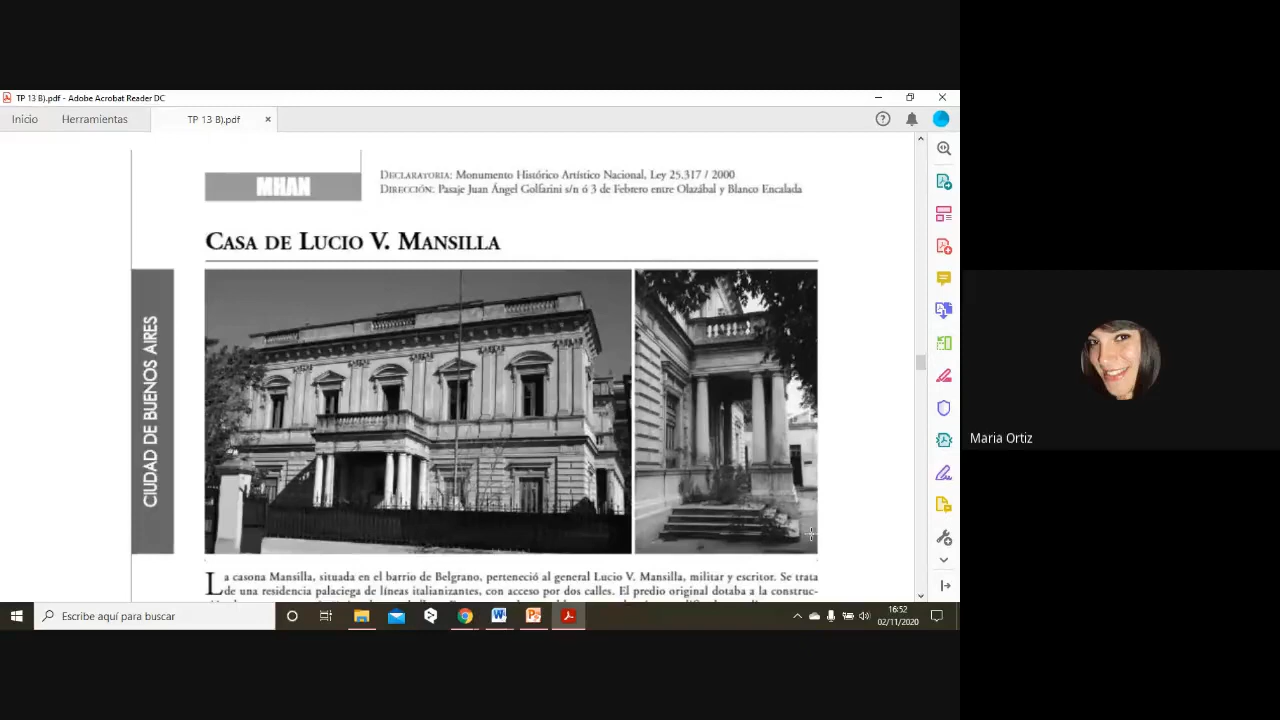 TP 13 B).pdf - Adobe Acrobat Reader DC
Inicio
Herramientas
TP 13 B).pdf
MHAN
DECLARATORIA: Monumento Histórico Artístico Nacional, Ley 25.317 / 2000
DIRECCIÓN: Pasaje Juan Ángel Golfarini s/n ó 3 de Febrero entre Olazábal y Blanco Encalada
CASA DE LUCIO V. MANSILLA
CIUDAD DE BUENOS AIRES
La casona Mansilla, situada en el barrio de Belgrano, perteneció al general Lucio V. Mansilla, militar y escritor. Se trata
de una residencia palaciega de líneas italianizantes, con acceso por dos calles. El predio original dotaba a la construc-
Maria Ortiz
Escribe aquí para buscar
16:52
02/11/2020